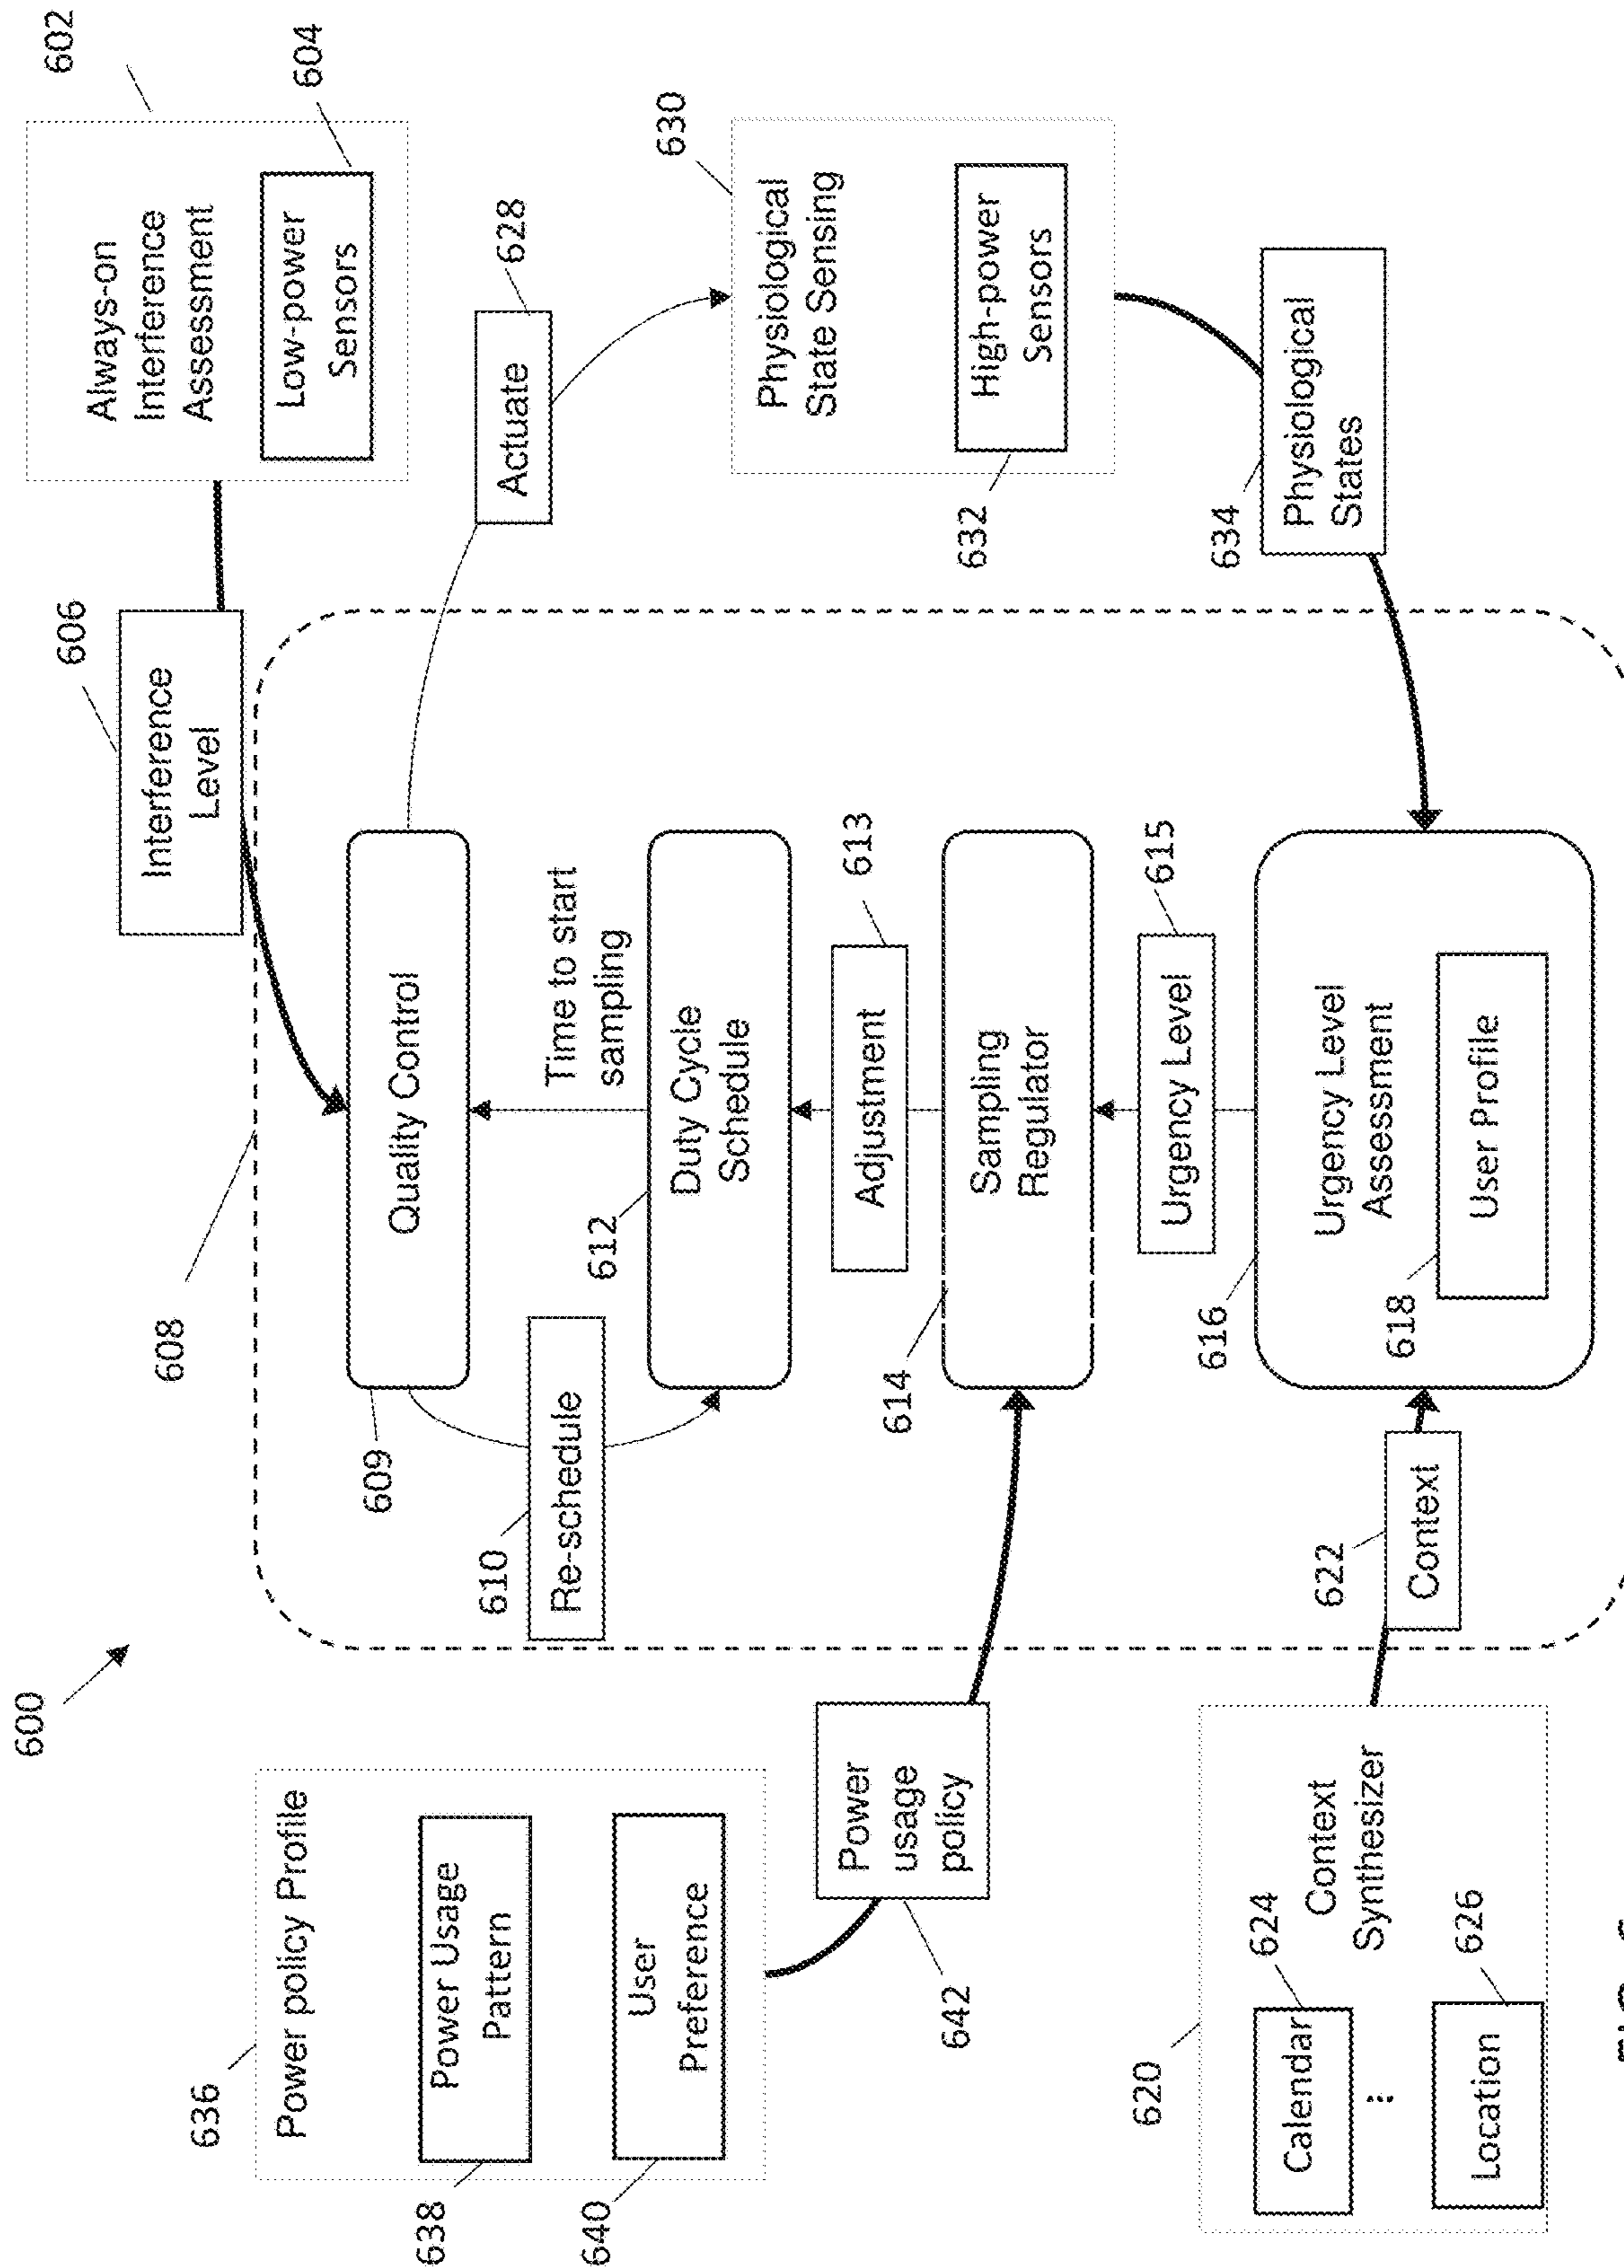 600
602
636
Power policy Profile
638
Power Usage
Pattern
640
User
Preference
642
Power
usage
policy
606
Interference
Level
Always-on
Interference
Assessment
604
Low-power
Sensors
608
609
Quality Control
610
Re-schedule
Time to start
sampling
628
Actuate
612
Duty Cycle
Schedule
613
Adjustment
614
Sampling
Regulator
615
Urgency Level
630
Physiological
State Sensing
632
High-power
Sensors
634
Physiological
States
616
Urgency Level
Assessment
618
User Profile
622
Context
620
Context
Synthesizer
624
Calendar
...
626
Location